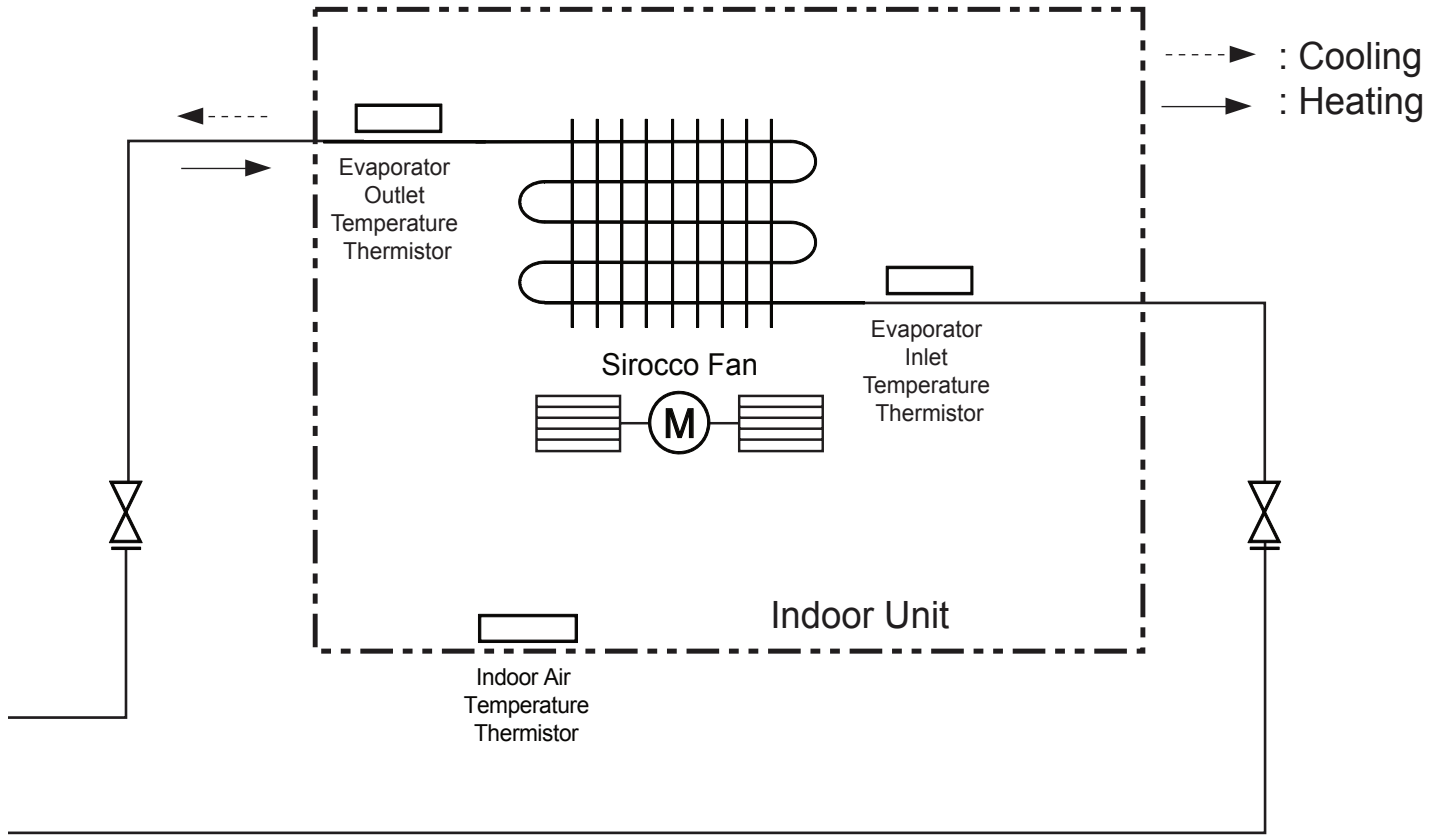 : Cooling
: Heating
Evaporator
Outlet
Temperature
Thermistor
Evaporator
Inlet
Temperature
Thermistor
Sirocco Fan
M
Indoor Unit
Indoor Air
Temperature
Thermistor